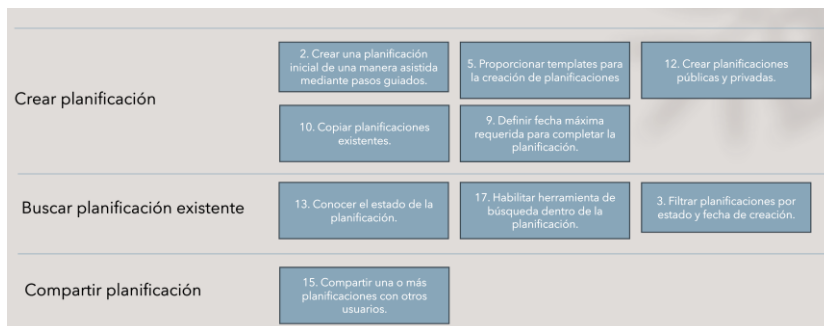 Crear planificación
2. Crear una planificación
inicial de una manera asistida
mediante pasos guiados.
5. Proporcionar templates para
la creación de planificaciones
12. Crear planificaciones
públicas y privadas.
10. Copiar planificaciones
existentes.
9. Definir fecha máxima
requerida para completar la
planificación.
Buscar planificación existente
13. Conocer el estado de la
planificación.
17. Habilitar herramienta de
búsqueda dentro de la
planificación.
3. Filtrar planificaciones por
estado y fecha de creación.
Compartir planificación
15. Compartir una o más
planificaciones con otros
usuarios.